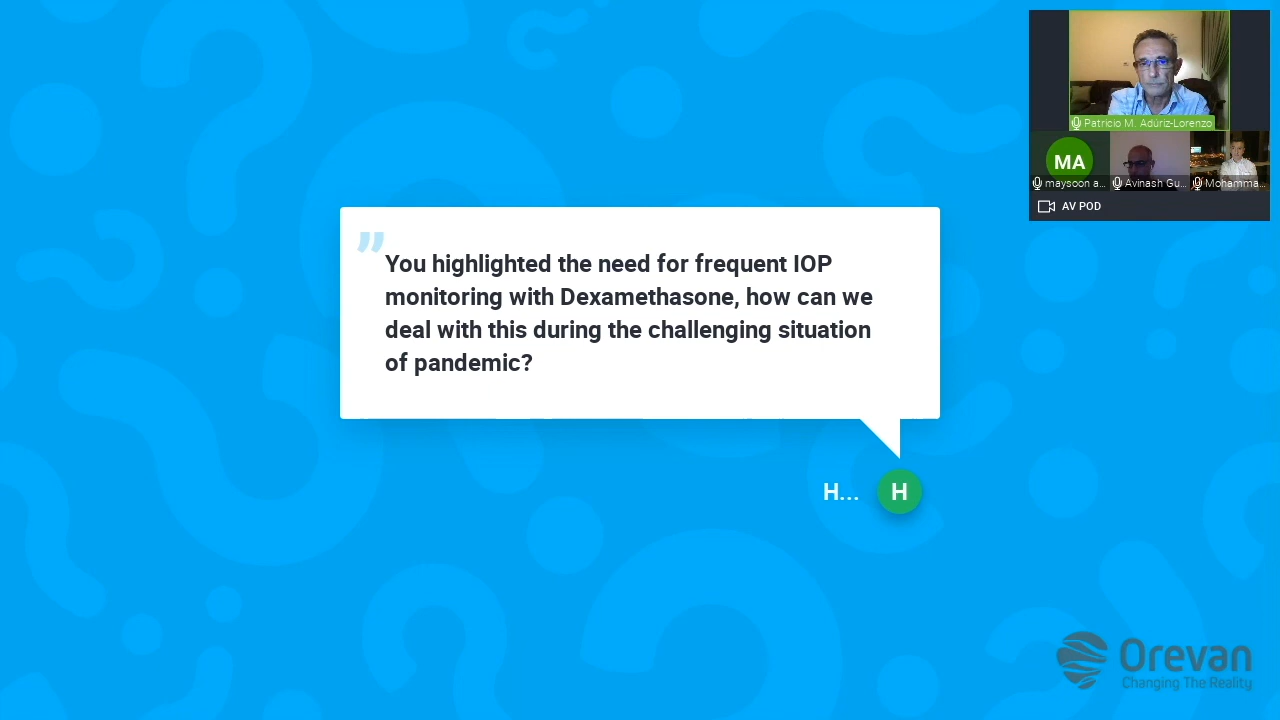 Patricio M. Adúriz-Lorenzo
MA
maysoon a...
Avinash Gu...
Mohamma...
AV POD
You highlighted the need for frequent IOP
monitoring with Dexamethasone, how can we
deal with this during the challenging situation
of pandemic?
H...
H
Orevan
Changing The Reality